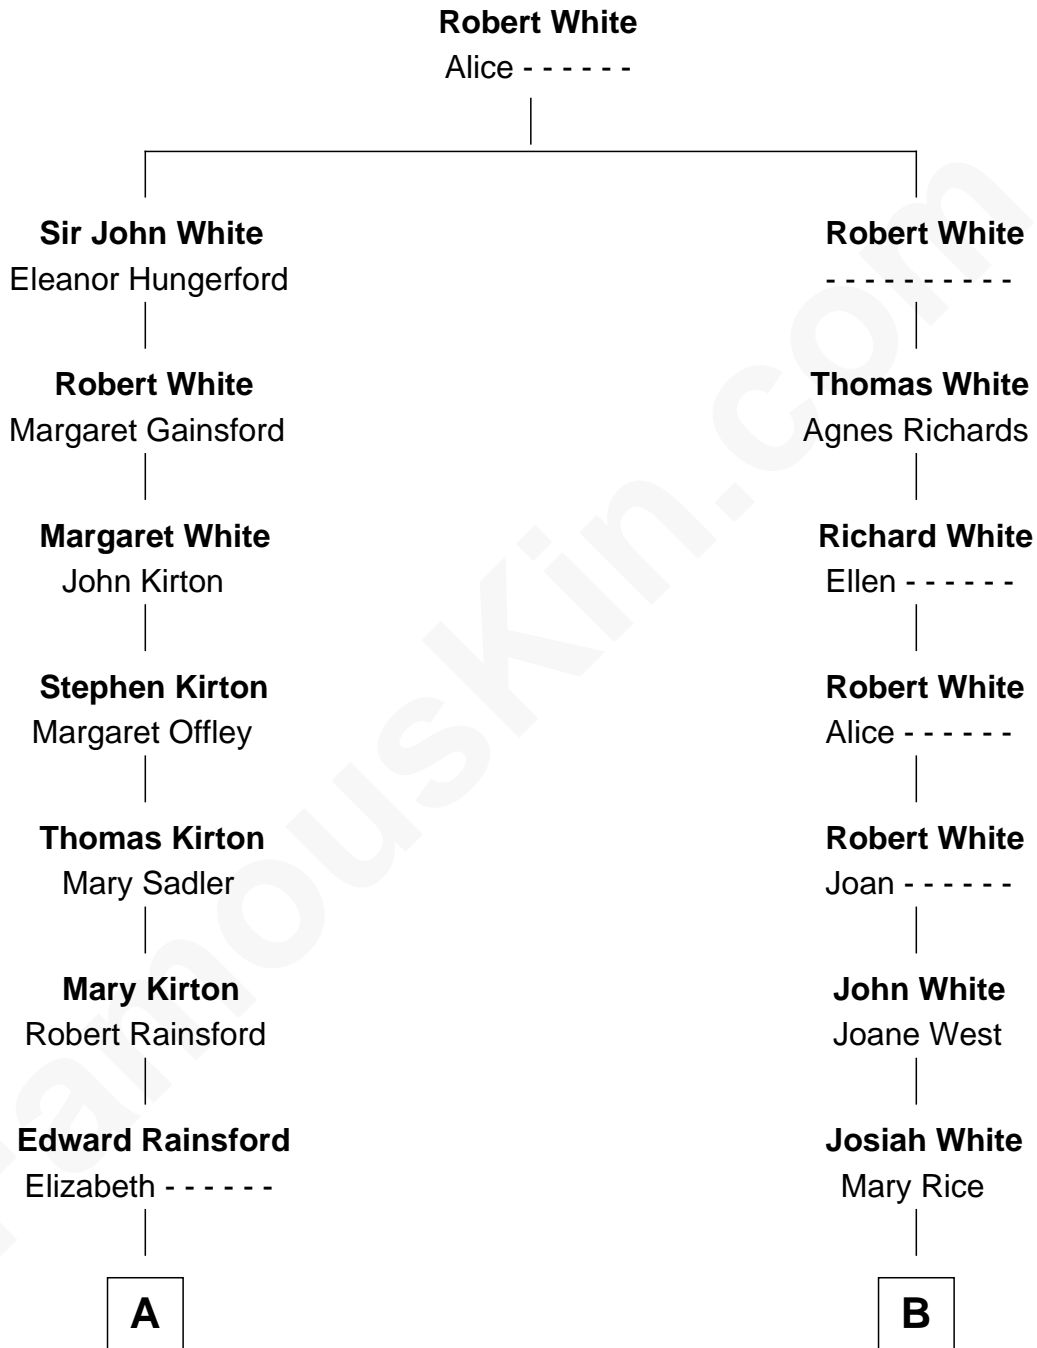 Robert White
Alice - - - - - -
Sir John White
Eleanor Hungerford
Robert White
Margaret Gainsford
Margaret White
John Kirton
Stephen Kirton
Margaret Offley
Thomas Kirton
Mary Sadler
Mary Kirton
Robert Rainsford
Edward Rainsford
Elizabeth - - - - - -
A
Robert White
- - - - - - - - - -
Thomas White
Agnes Richards
Richard White
Ellen - - - - - -
Robert White
Alice - - - - - -
Robert White
Joan - - - - - -
John White
Joane West
Josiah White
Mary Rice
B
FamousKin.com